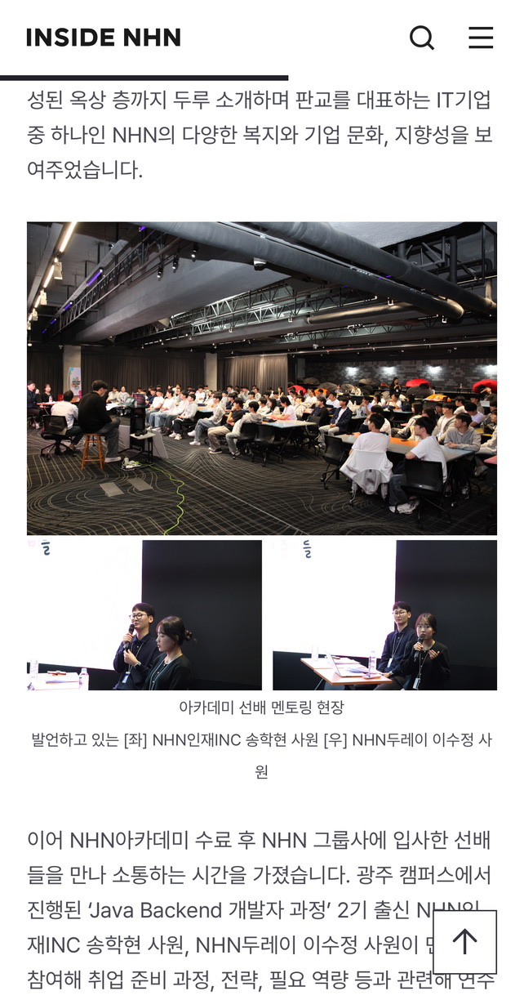 INSIDE NHN
성된 옥상 층까지 두루 소개하며 판교를 대표하는 IT기업
중 하나인 NHN의 다양한 복지와 기업 문화, 지향성을 보
여주었습니다.
들
들
아카데미 선배 멘토링 현장
발언하고 있는 [좌] NHN인재INC 송학현 사원 [우] NHN두레이 이수정 사
원
이어 NHN아카데미 수료 후 NHN 그룹사에 입사한 선배
들을 만나 소통하는 시간을 가졌습니다. 광주 캠퍼스에서
진행된 ‘Java Backend 개발자 과정’ 2기 출신 NHN인
재INC 송학현 사원, NHN두레이 이수정 사원이
참여해 취업 준비 과정, 전략, 필요 역량 등과 관련해 연수